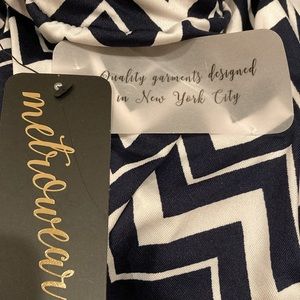 Quality garments designed
in New York City
metrowear